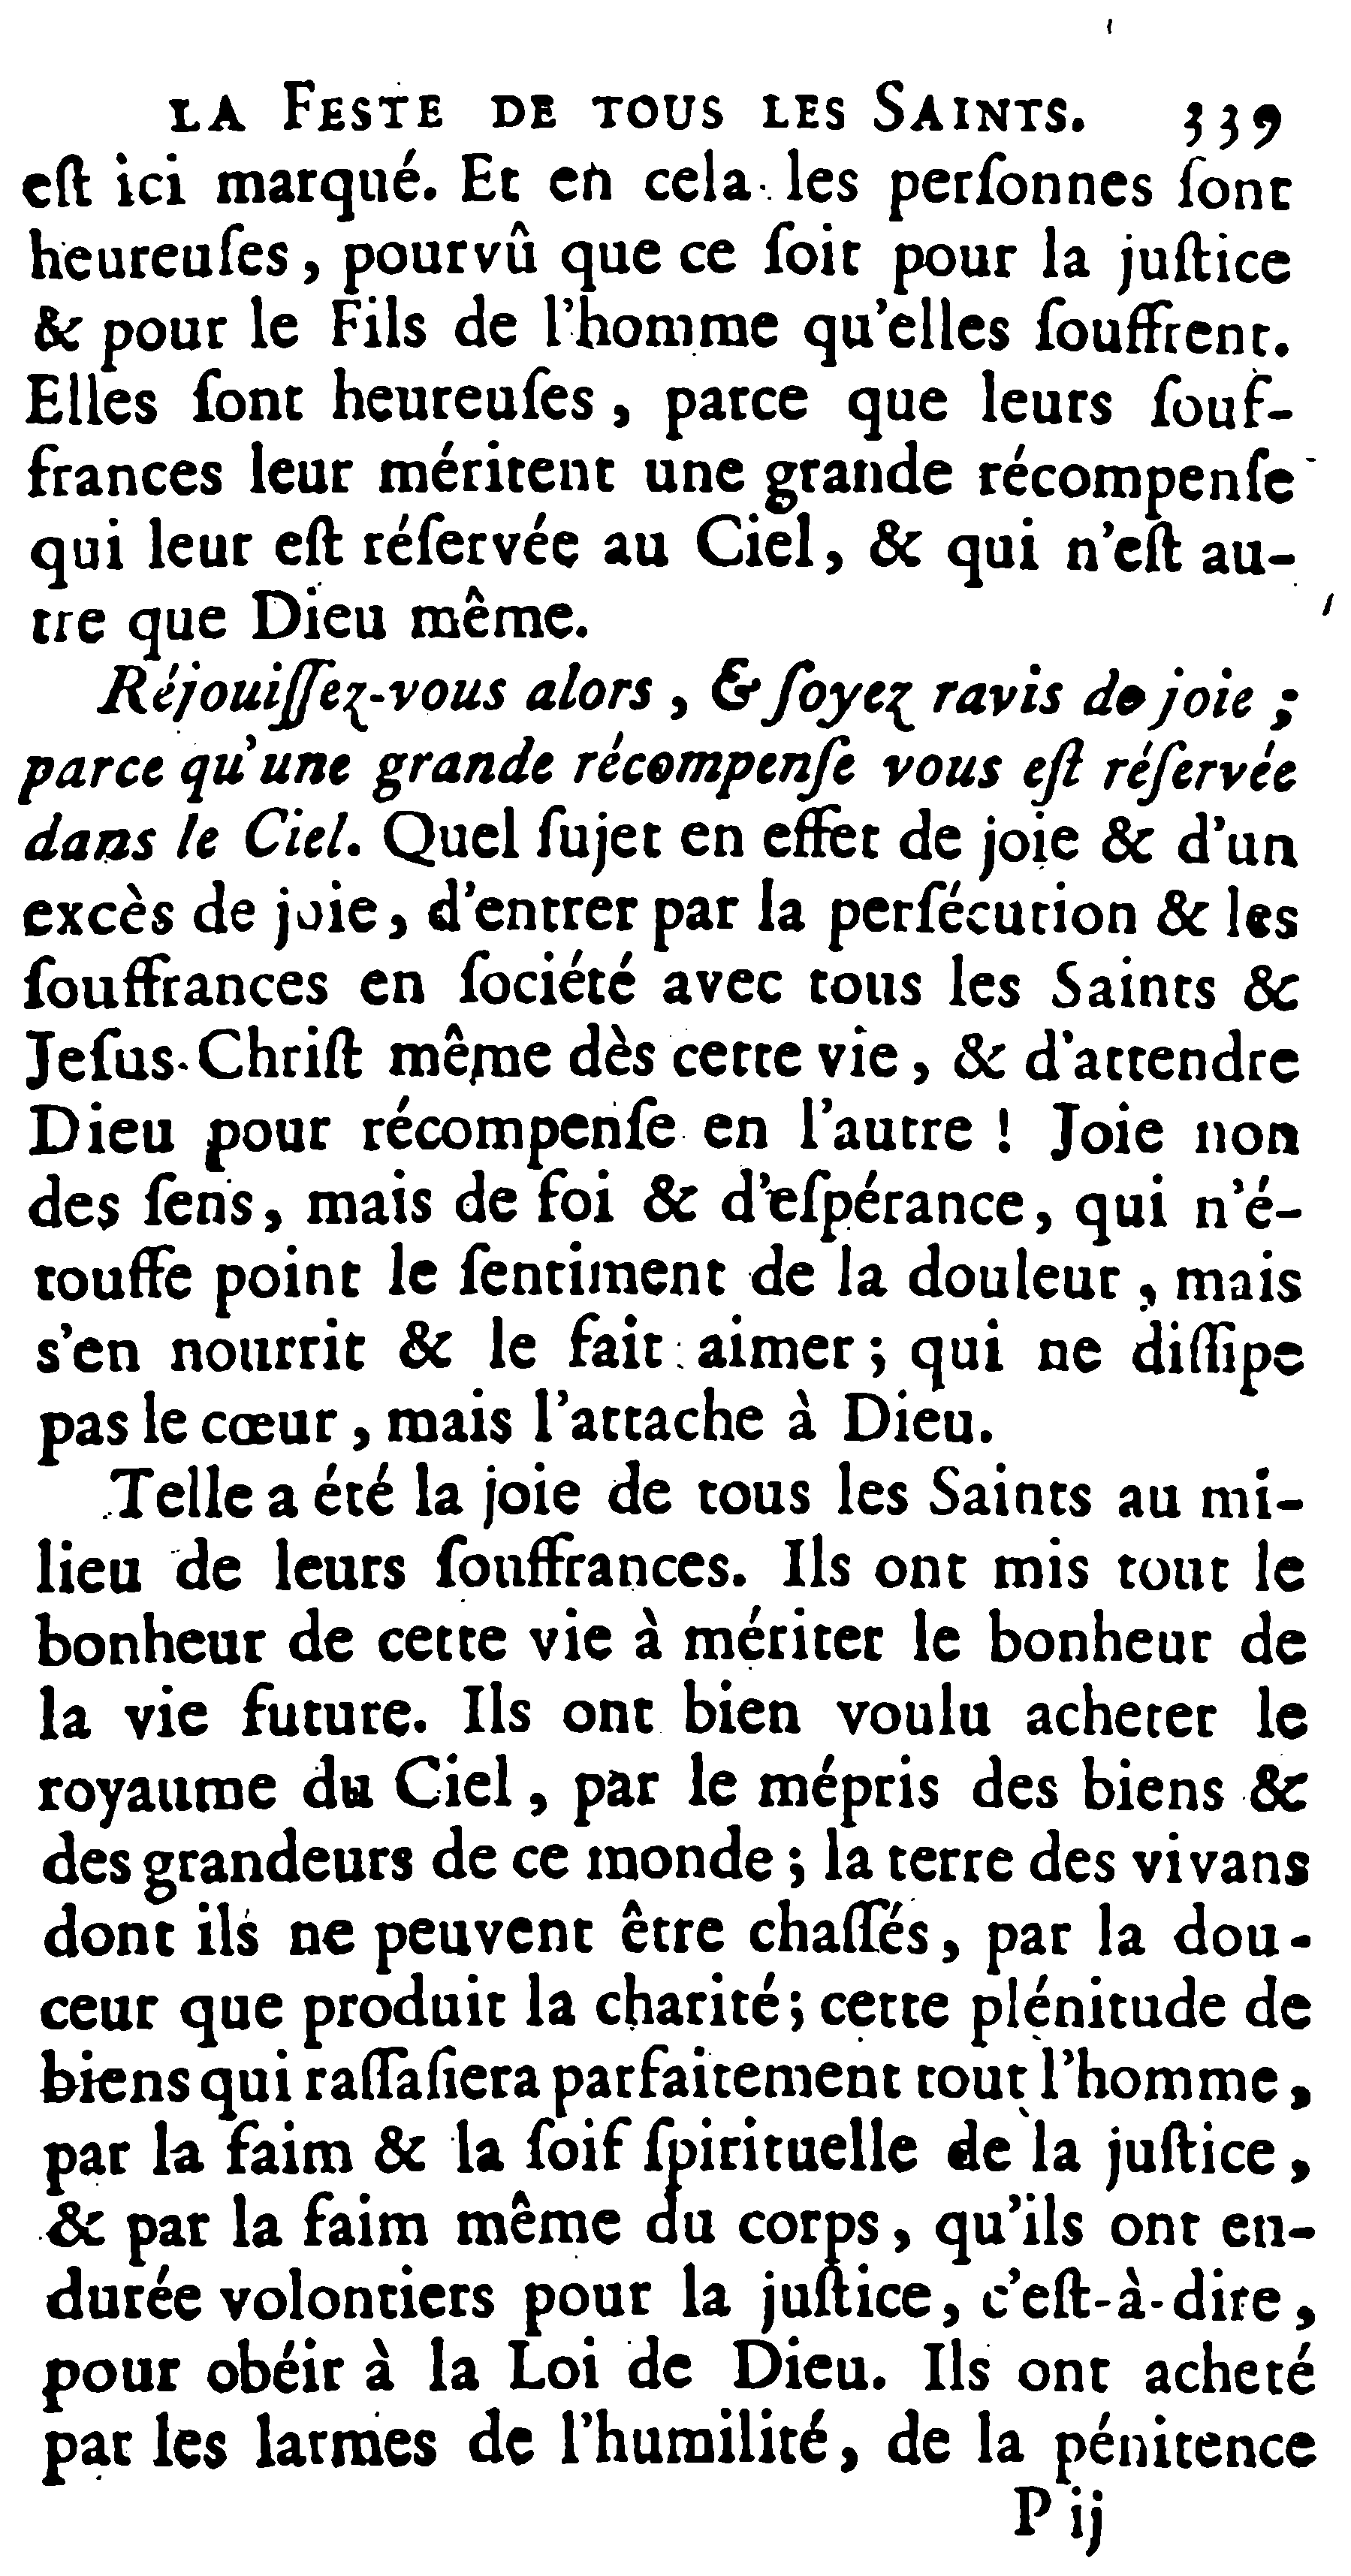 LA FESTE DE TOUS LES SAINTS. 339
eſt ici marqué. Et en cela les perſonnes ſont
heureuſes, pourvû que ce ſoit pour la juſtice
& pour le Fils de l'homme qu'elles ſouffrent.
Elles ſont heureuſes, parce que leurs ſouf-
frances leur méritent une grande récompenſe
qui leur eſt réſervée au Ciel, & qui n'eſt au-
tre que Dieu même.
Réjouiſſez-vous alors, & ſoyez ravis de joie;
parce qu'une grande récompenſe vous eſt réſervée
dans le Ciel. Quel ſujet en effet de joie & d'un
excès de joie, d'entrer par la perſécution & les
ſouffrances en ſociété avec tous les Saints &
Jeſus-Chriſt même dès cette vie, & d'attendre
Dieu pour récompenſe en l'autre ! Joie non
des ſens, mais de foi & d'eſpérance, qui n'é-
touffe point le ſentiment de la douleur, mais
s'en nourrit & le fait aimer; qui ne diſſipe
pas le cœur, mais l'attache à Dieu.
Telle a été la joie de tous les Saints au mi-
lieu de leurs ſouffrances. Ils ont mis tout le
bonheur de cette vie à mériter le bonheur de
la vie future. Ils ont bien voulu acheter le
royaume du Ciel, par le mépris des biens &
des grandeurs de ce monde; la terre des vivans
dont ils ne peuvent être chaſſés, par la dou-
ceur que produit la charité; cette plénitude de
biens qui raſſaſiera parfaitement tout l'homme,
par la faim & la ſoif ſpirituelle de la juſtice,
& par la faim même du corps, qu'ils ont en-
durée volontiers pour la juſtice, c'eſt-à-dire,
pour obéir à la Loi de Dieu. Ils ont acheté
par les larmes de l'humilité, de la pénitence
P ij